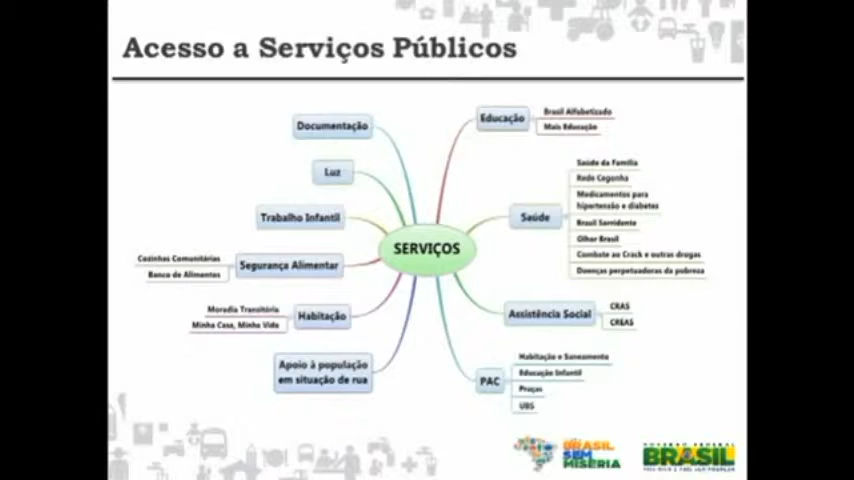 Acesso a Serviços Públicos
Documentação
Luz
Trabalho Infantil
Segurança Alimentar
Cozinhas Comunitárias
Banco de Alimentos
Habitação
Moradia Transitória
Minha Casa, Minha Vida
Apoio à população
em situação de rua
SERVIÇOS
Educação
Brasil Alfabetizado
Mais Educação
Saúde
Saúde da Família
Rede Cegonha
Medicamentos para
hipertensão e diabetes
Brasil Sorridente
Olhar Brasil
Combate ao Crack e outras drogas
Doenças perpetuadoras da pobreza
Assistência Social
CRAS
CREAS
PAC
Habitação e Saneamento
Educação Infantil
Praças
UBS
BRASIL
SEM
MISÉRIA
GOVERNO FEDERAL
BRASIL